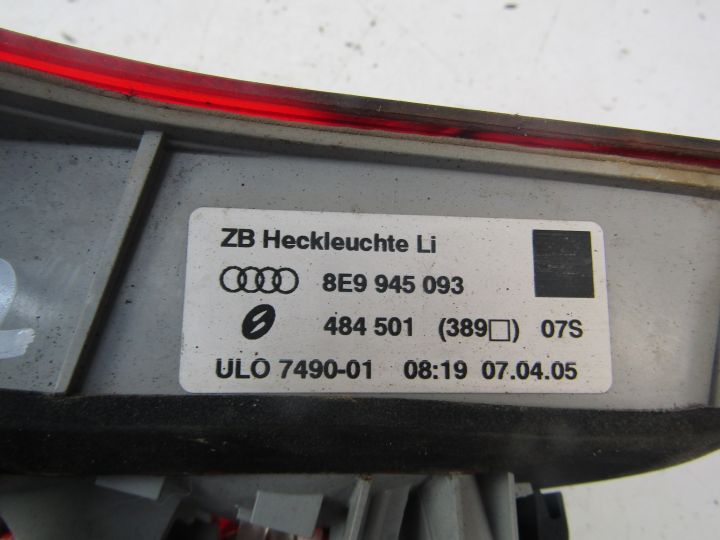 ZB Heckleuchte Li
8E9 945 093
484 501 (389□) 07S
ULO 7490-01 08:19 07.04.05